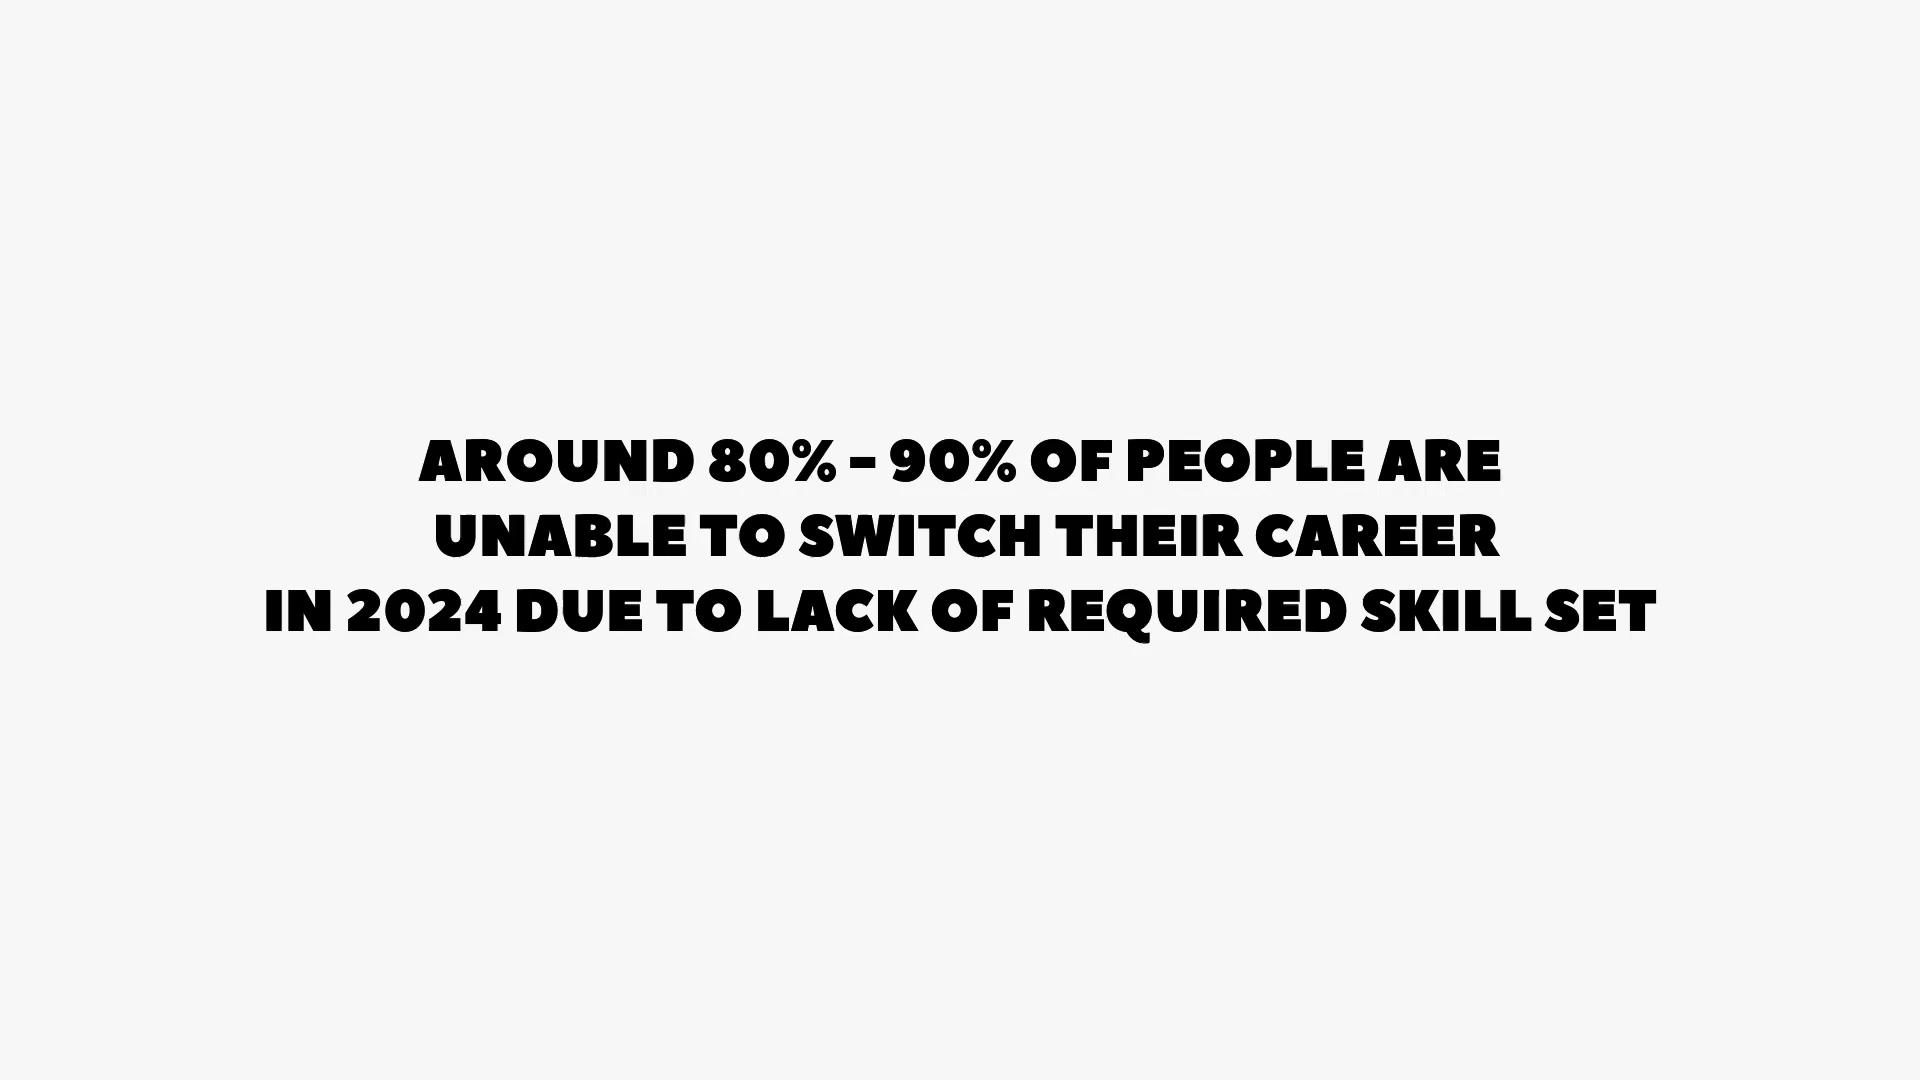 AROUND 80% – 90% OF PEOPLE ARE
UNABLE TO SWITCH THEIR CAREER
IN 2024 DUE TO LACK OF REQUIRED SKILL SET